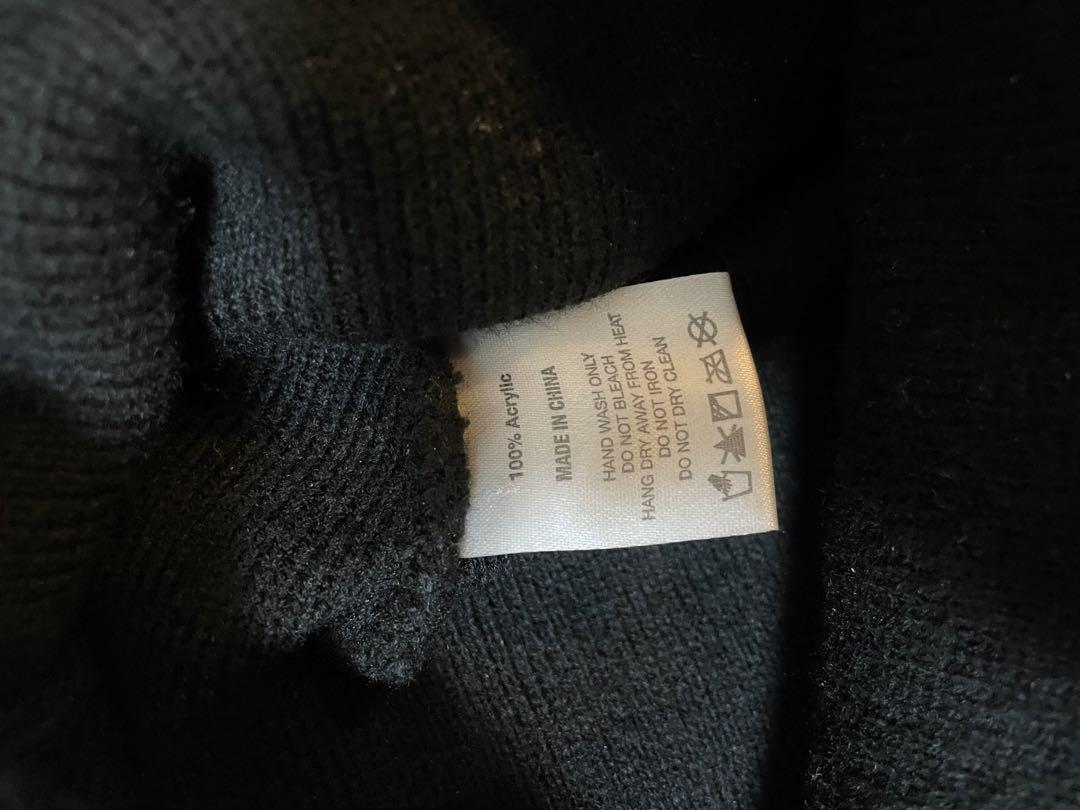 100% Acrylic
MADE IN CHINA
HAND WASH ONLY
DO NOT BLEACH
HANG DRY AWAY FROM HEAT
DO NOT IRON
DO NOT DRY CLEAN